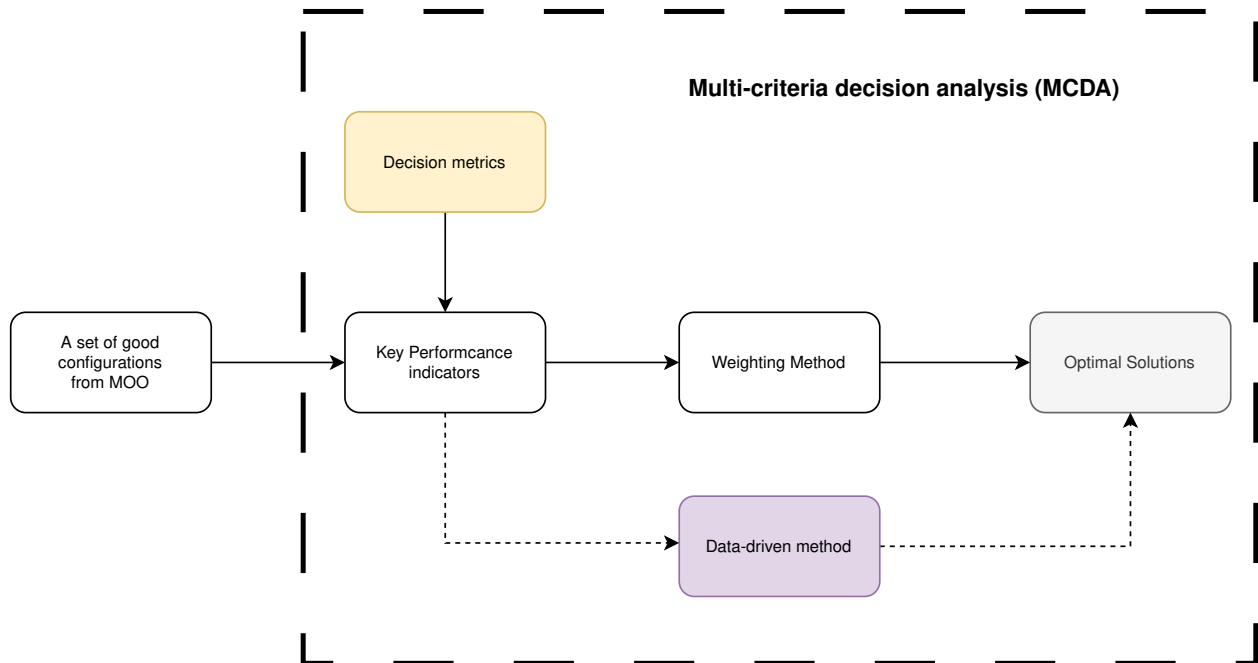 Multi-criteria decision analysis (MCDA)
Decision metrics
A set of good
configurations
from MOO
Key Performcance
indicators
Weighting Method
Optimal Solutions
Data-driven method